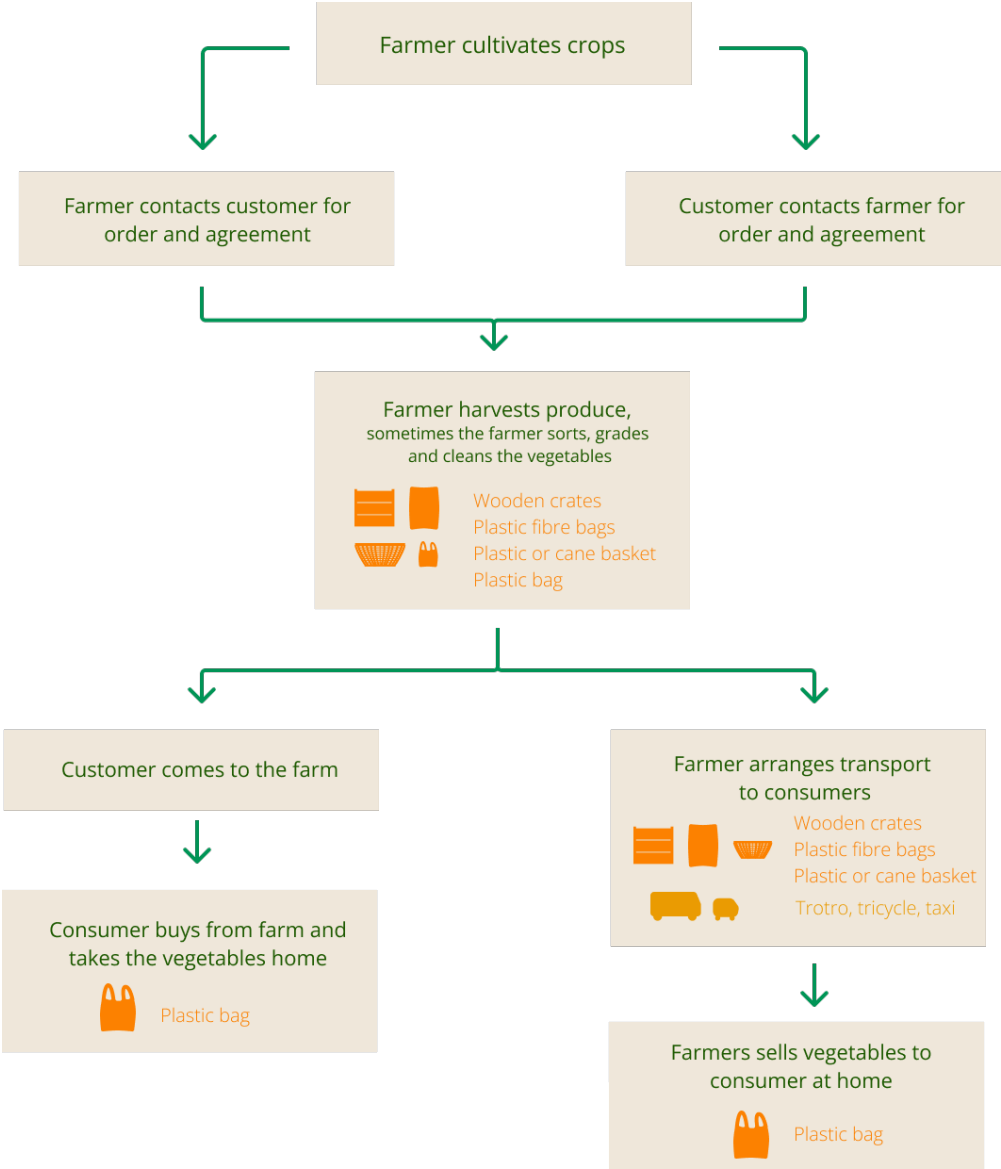 Farmer cultivates crops
Farmer contacts customer for
order and agreement
Customer contacts farmer for
order and agreement
Farmer harvests produce,
sometimes the farmer sorts, grades
and cleans the vegetables
Wooden crates
Plastic fibre bags
Plastic or cane basket
Plastic bag
Customer comes to the farm
Consumer buys from farm and
takes the vegetables home
Plastic bag
Farmer arranges transport
to consumers
Wooden crates
Plastic fibre bags
Plastic or cane basket
Trotro, tricycle, taxi
Farmers sells vegetables to
consumer at home
Plastic bag